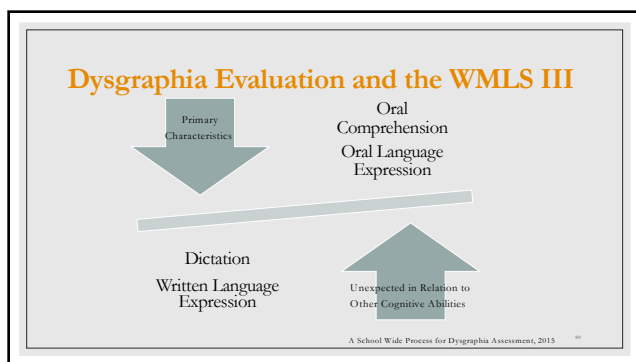 Dysgraphia Evaluation and the WMLS III
Primary
Characteristics
Oral
Comprehension
Oral Language
Expression
Dictation
Written Language
Expression
Unexpected in Relation to
Other Cognitive Abilities
A School Wide Process for Dysgraphia Assessment, 2015